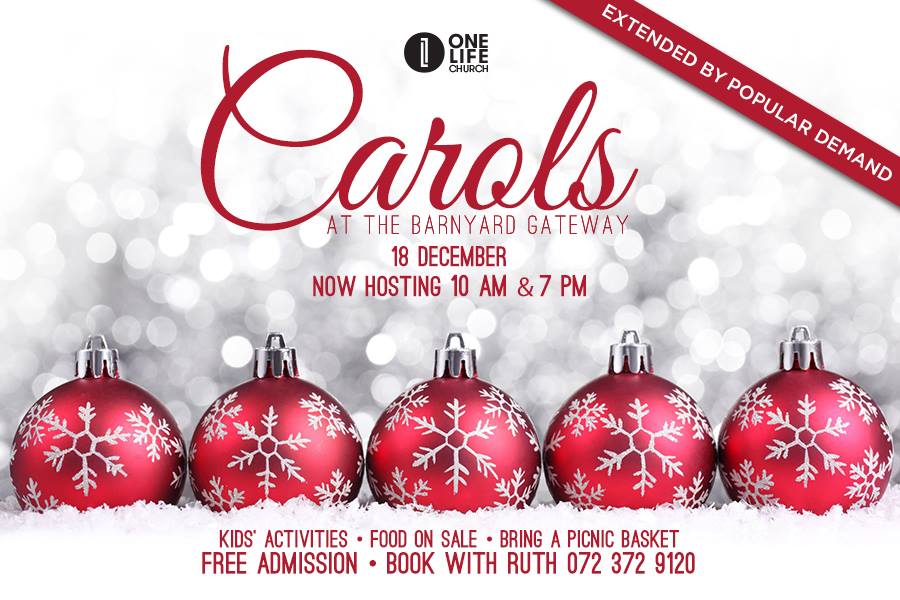 ONE
LIFE
CHURCH
EXTENDED BY POPULAR DEMAND
Carols
AT THE BARNYARD GATEWAY
18 DECEMBER
NOW HOSTING 10 AM & 7 PM
KIDS' ACTIVITIES • FOOD ON SALE • BRING A PICNIC BASKET
FREE ADMISSION • BOOK WITH RUTH 072 372 9120